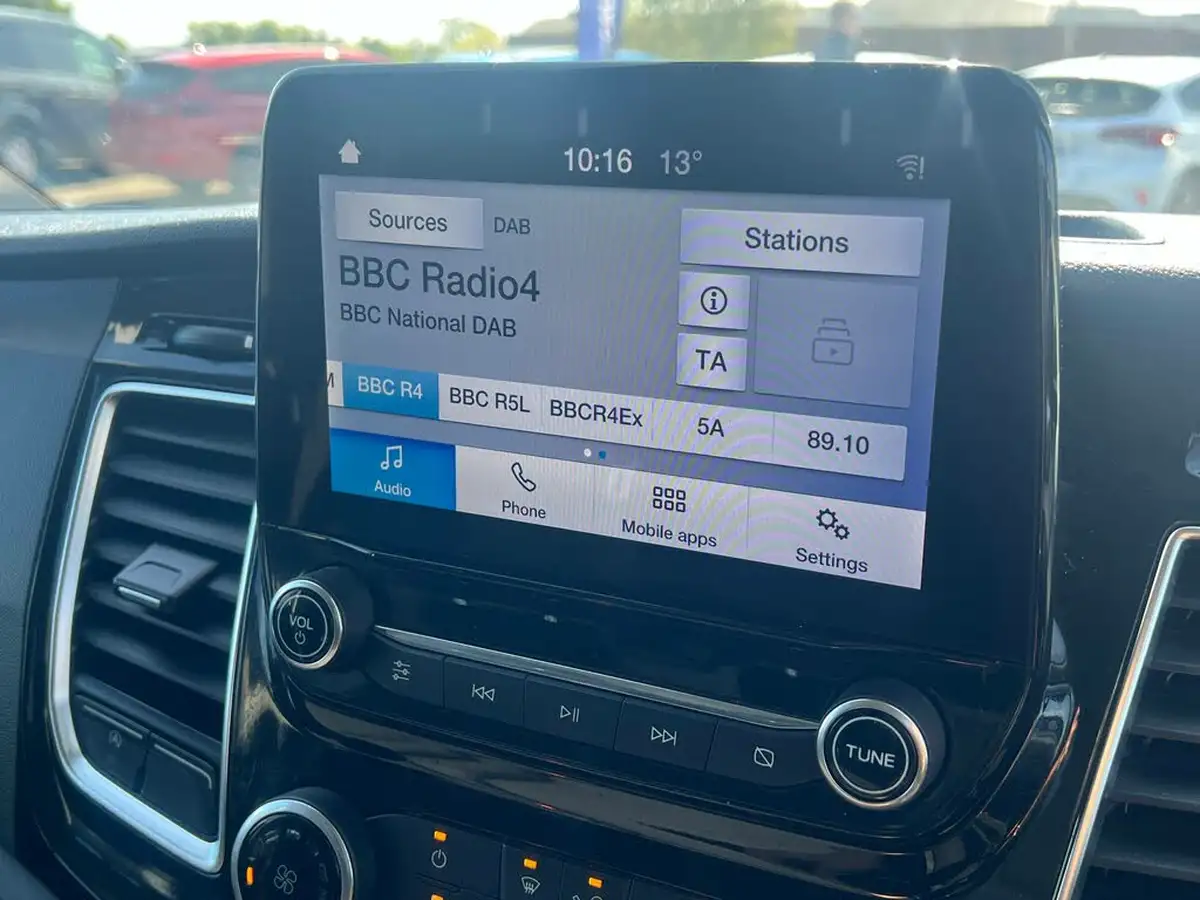 10:16 13°
Sources DAB Stations
BBC Radio4
BBC National DAB
TA
M BBC R4 BBC R5L BBCR4Ex 5A 89.10
Audio Phone Mobile apps Settings
VOL
TUNE